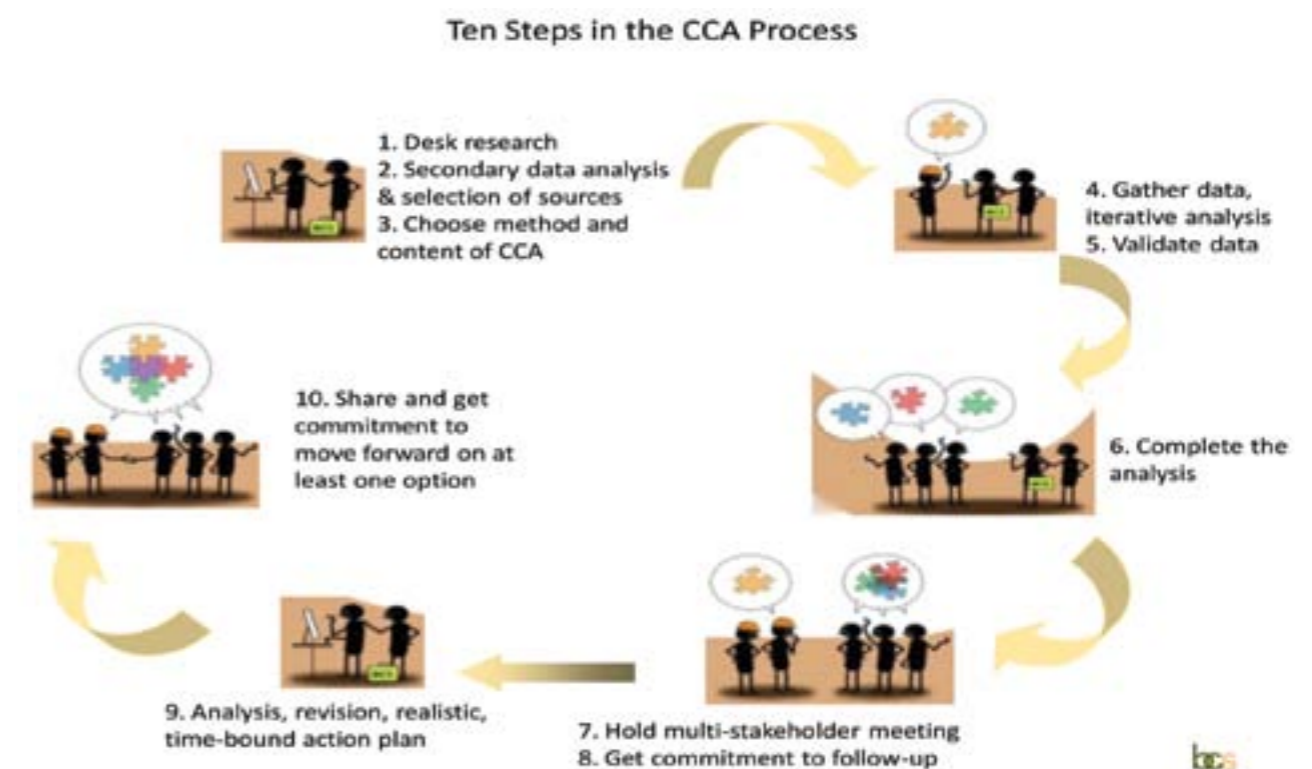 Ten Steps in the CCA Process
1. Desk research
2. Secondary data analysis
& selection of sources
3. Choose method and
content of CCA
4. Gather data,
iterative analysis
5. Validate data
6. Complete the
analysis
7. Hold multi-stakeholder meeting
8. Get commitment to follow-up
9. Analysis, revision, realistic,
time-bound action plan
10. Share and get
commitment to
move forward on at
least one option
bcs